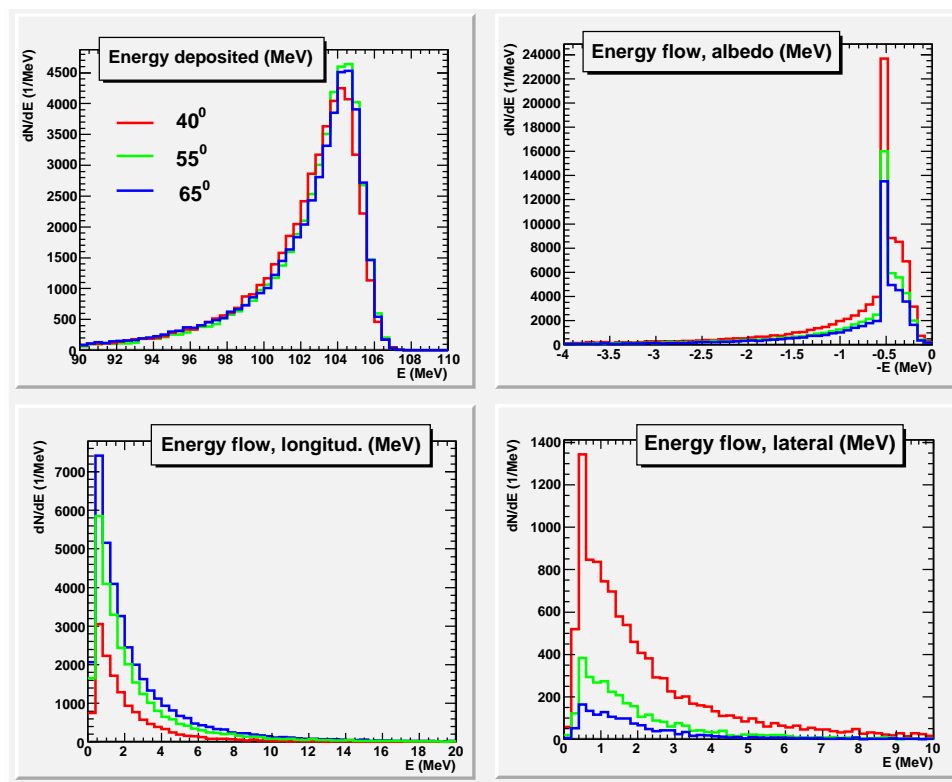 Energy deposited (MeV)
dN/dE (1/MeV)
4500
4000
3500
3000
2500
2000
1500
1000
500
0
40⁰
55⁰
65⁰
90 92 94 96 98 100 102 104 106 108 110
E (MeV)
Energy flow, albedo (MeV)
dN/dE (1/MeV)
24000
22000
20000
18000
16000
14000
12000
10000
8000
6000
4000
2000
0
-4 -3.5 -3 -2.5 -2 -1.5 -1 -0.5 0
-E (MeV)
Energy flow, longitud. (MeV)
dN/dE (1/MeV)
7000
6000
5000
4000
3000
2000
1000
0
0 2 4 6 8 10 12 14 16 18 20
E (MeV)
Energy flow, lateral (MeV)
dN/dE (1/MeV)
1400
1200
1000
800
600
400
200
0
0 1 2 3 4 5 6 7 8 9 10
E (MeV)